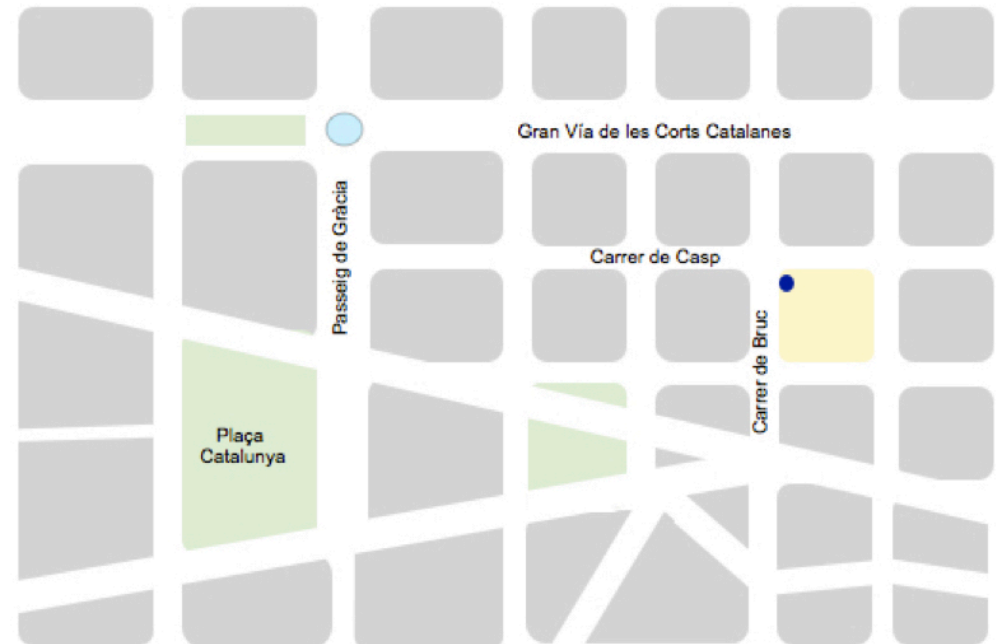 Gran Vía de les Corts Catalanes
Passeig de Gràcia
Carrer de Casp
Carrer de Bruc
Plaça
Catalunya